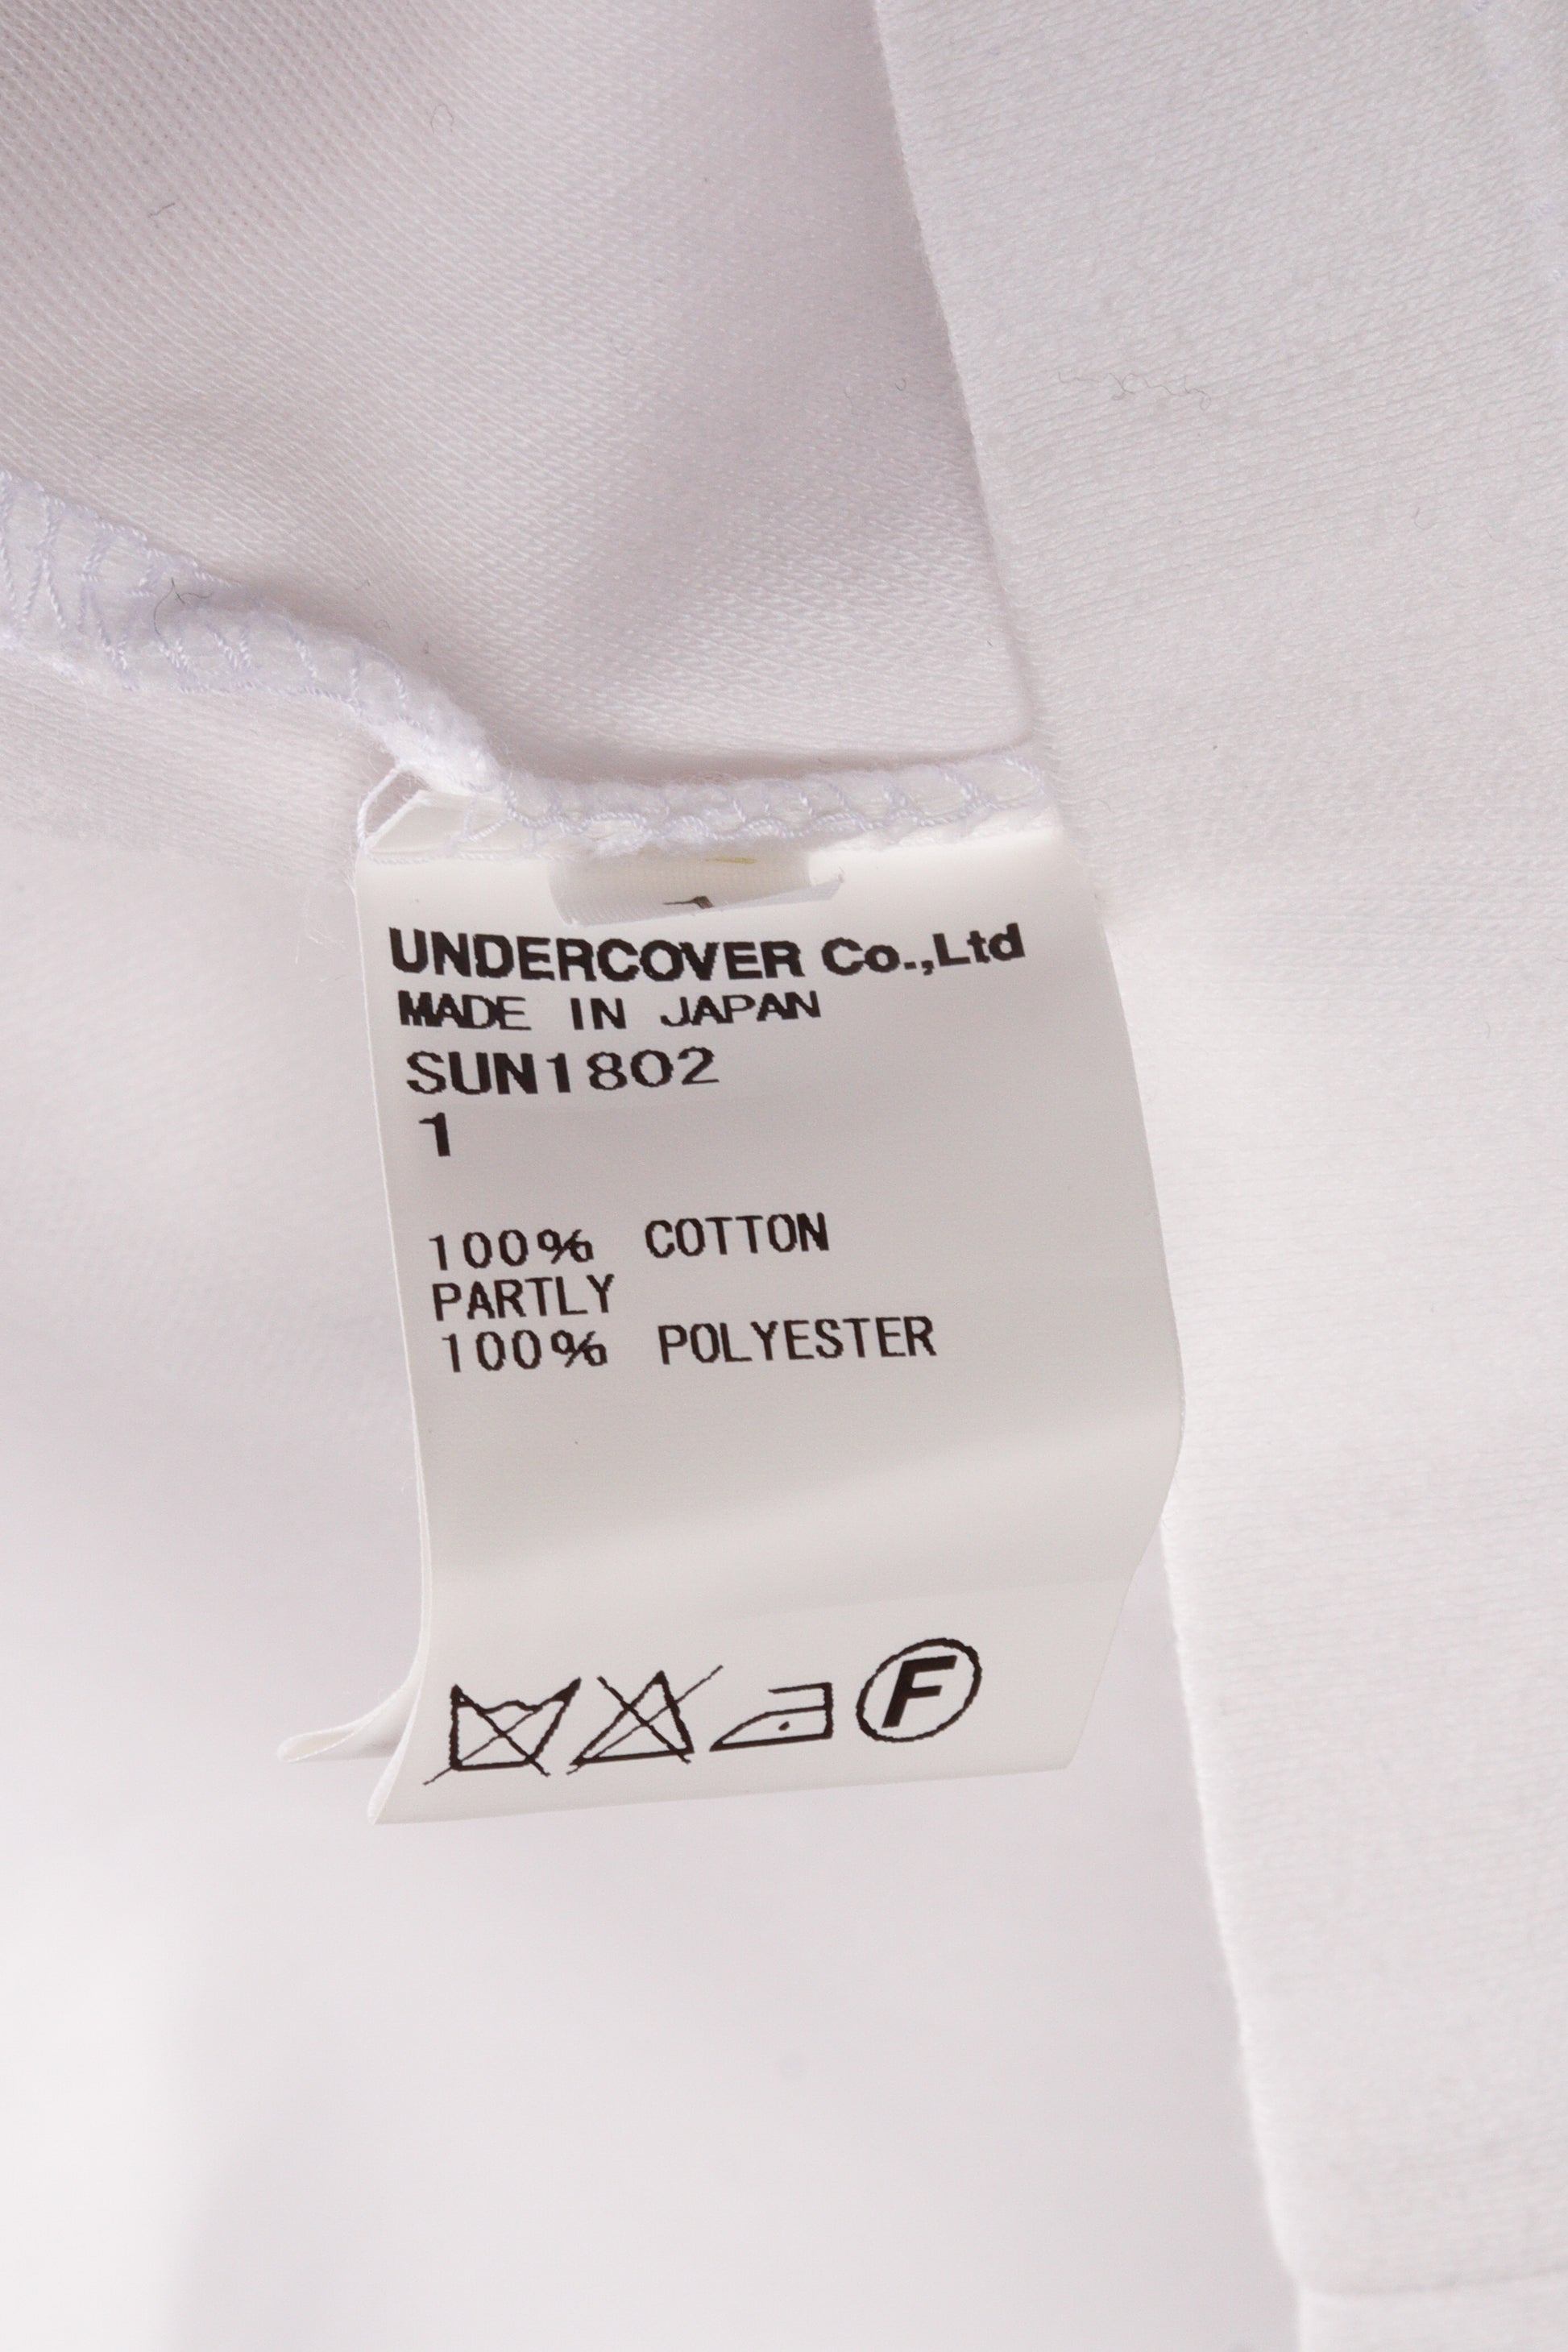 UNDERCOVER Co.,Ltd
MADE IN JAPAN
SUN1802
1
100% COTTON
PARTLY
100% POLYESTER
F